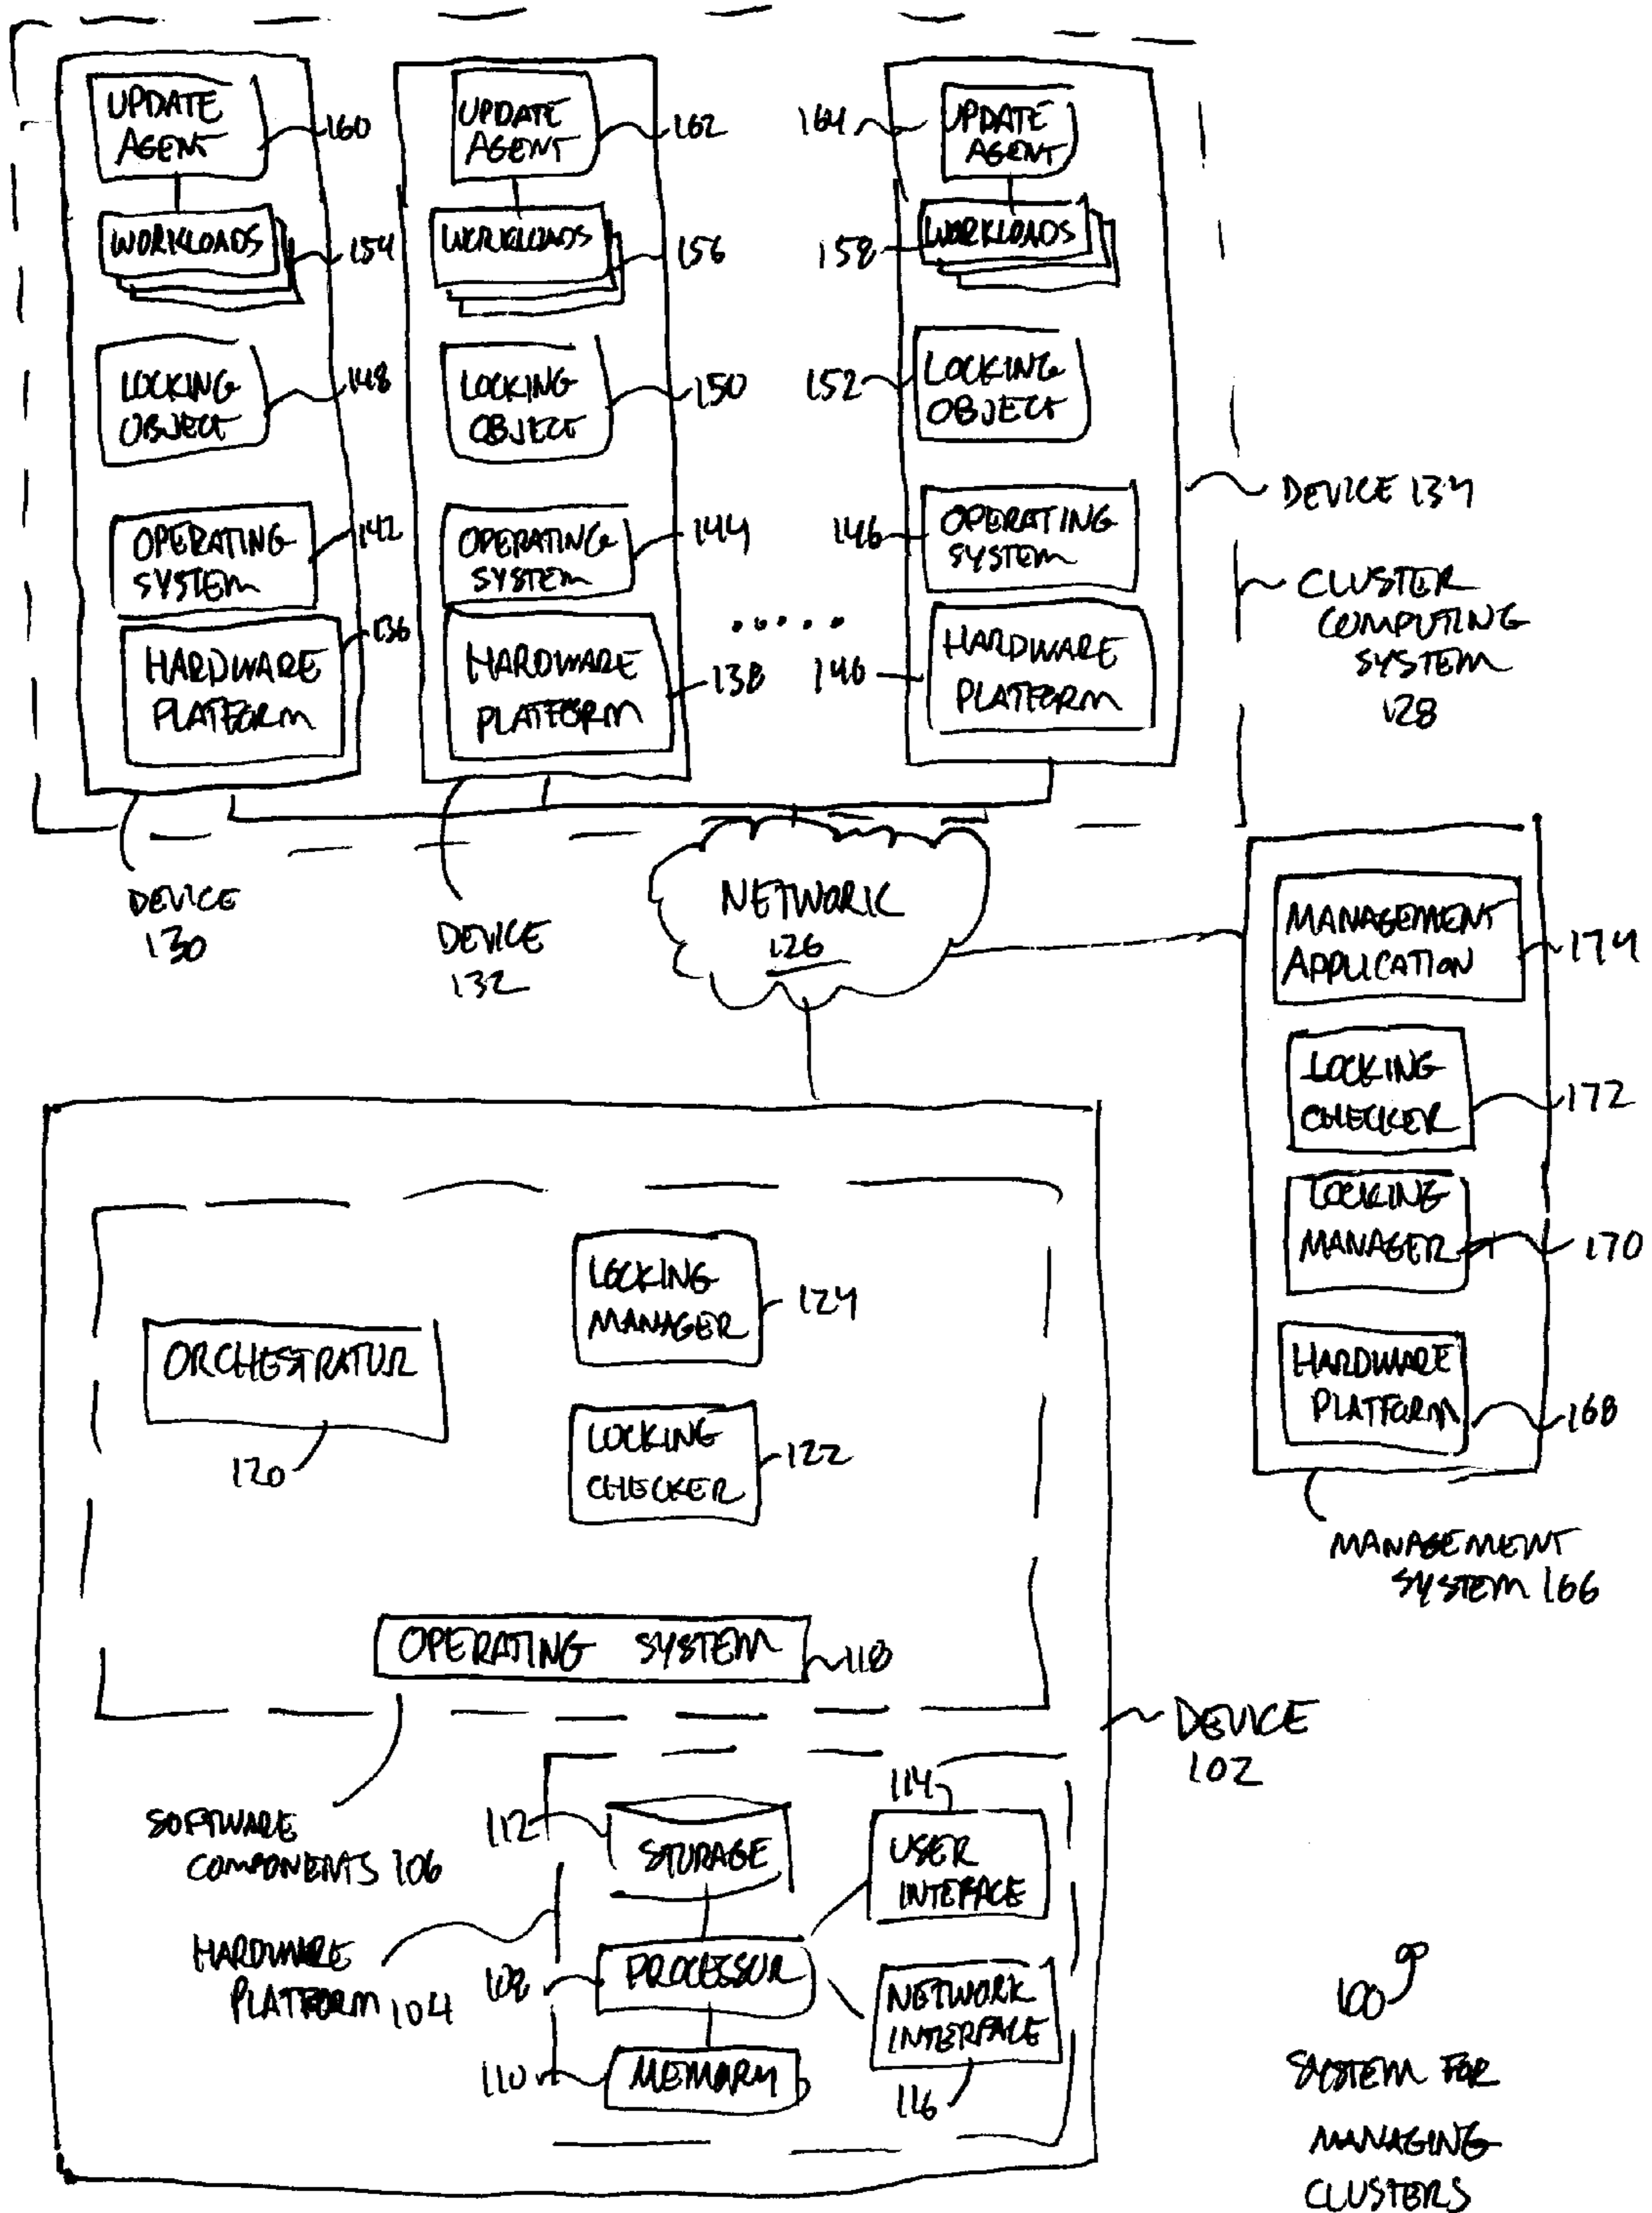 UPDATE
AGENT
160
WORKLOADS
154
LOCKING
OBJECT
148
OPERATING
SYSTEM
142
HARDWARE
PLATFORM
136
DEVICE
130
UPDATE
AGENT
162
WORKLOADS
156
LOCKING
OBJECT
150
OPERATING
SYSTEM
144
HARDWARE
PLATFORM
138
DEVICE
132
.....
UPDATE
AGENT
164
WORKLOADS
158
LOCKING
OBJECT
152
OPERATING
SYSTEM
146
HARDWARE
PLATFORM
140
DEVICE 134
CLUSTER
COMPUTING
SYSTEM
128
NETWORK
126
MANAGEMENT
APPLICATION
174
LOCKING
CHECKER
172
LOCKING
MANAGER
170
HARDWARE
PLATFORM
168
MANAGEMENT
SYSTEM 166
LOCKING
MANAGER
124
ORCHESTRATOR
120
LOCKING
CHECKER
122
OPERATING SYSTEM
118
DEVICE
102
SOFTWARE
COMPONENTS 106
HARDWARE
PLATFORM 104
112
STORAGE
114
USER
INTEFACE
108
PROCESSOR
NETWORK
INTERFACE
116
110
MEMORY
100
SYSTEM FOR
MANAGING
CLUSTERS